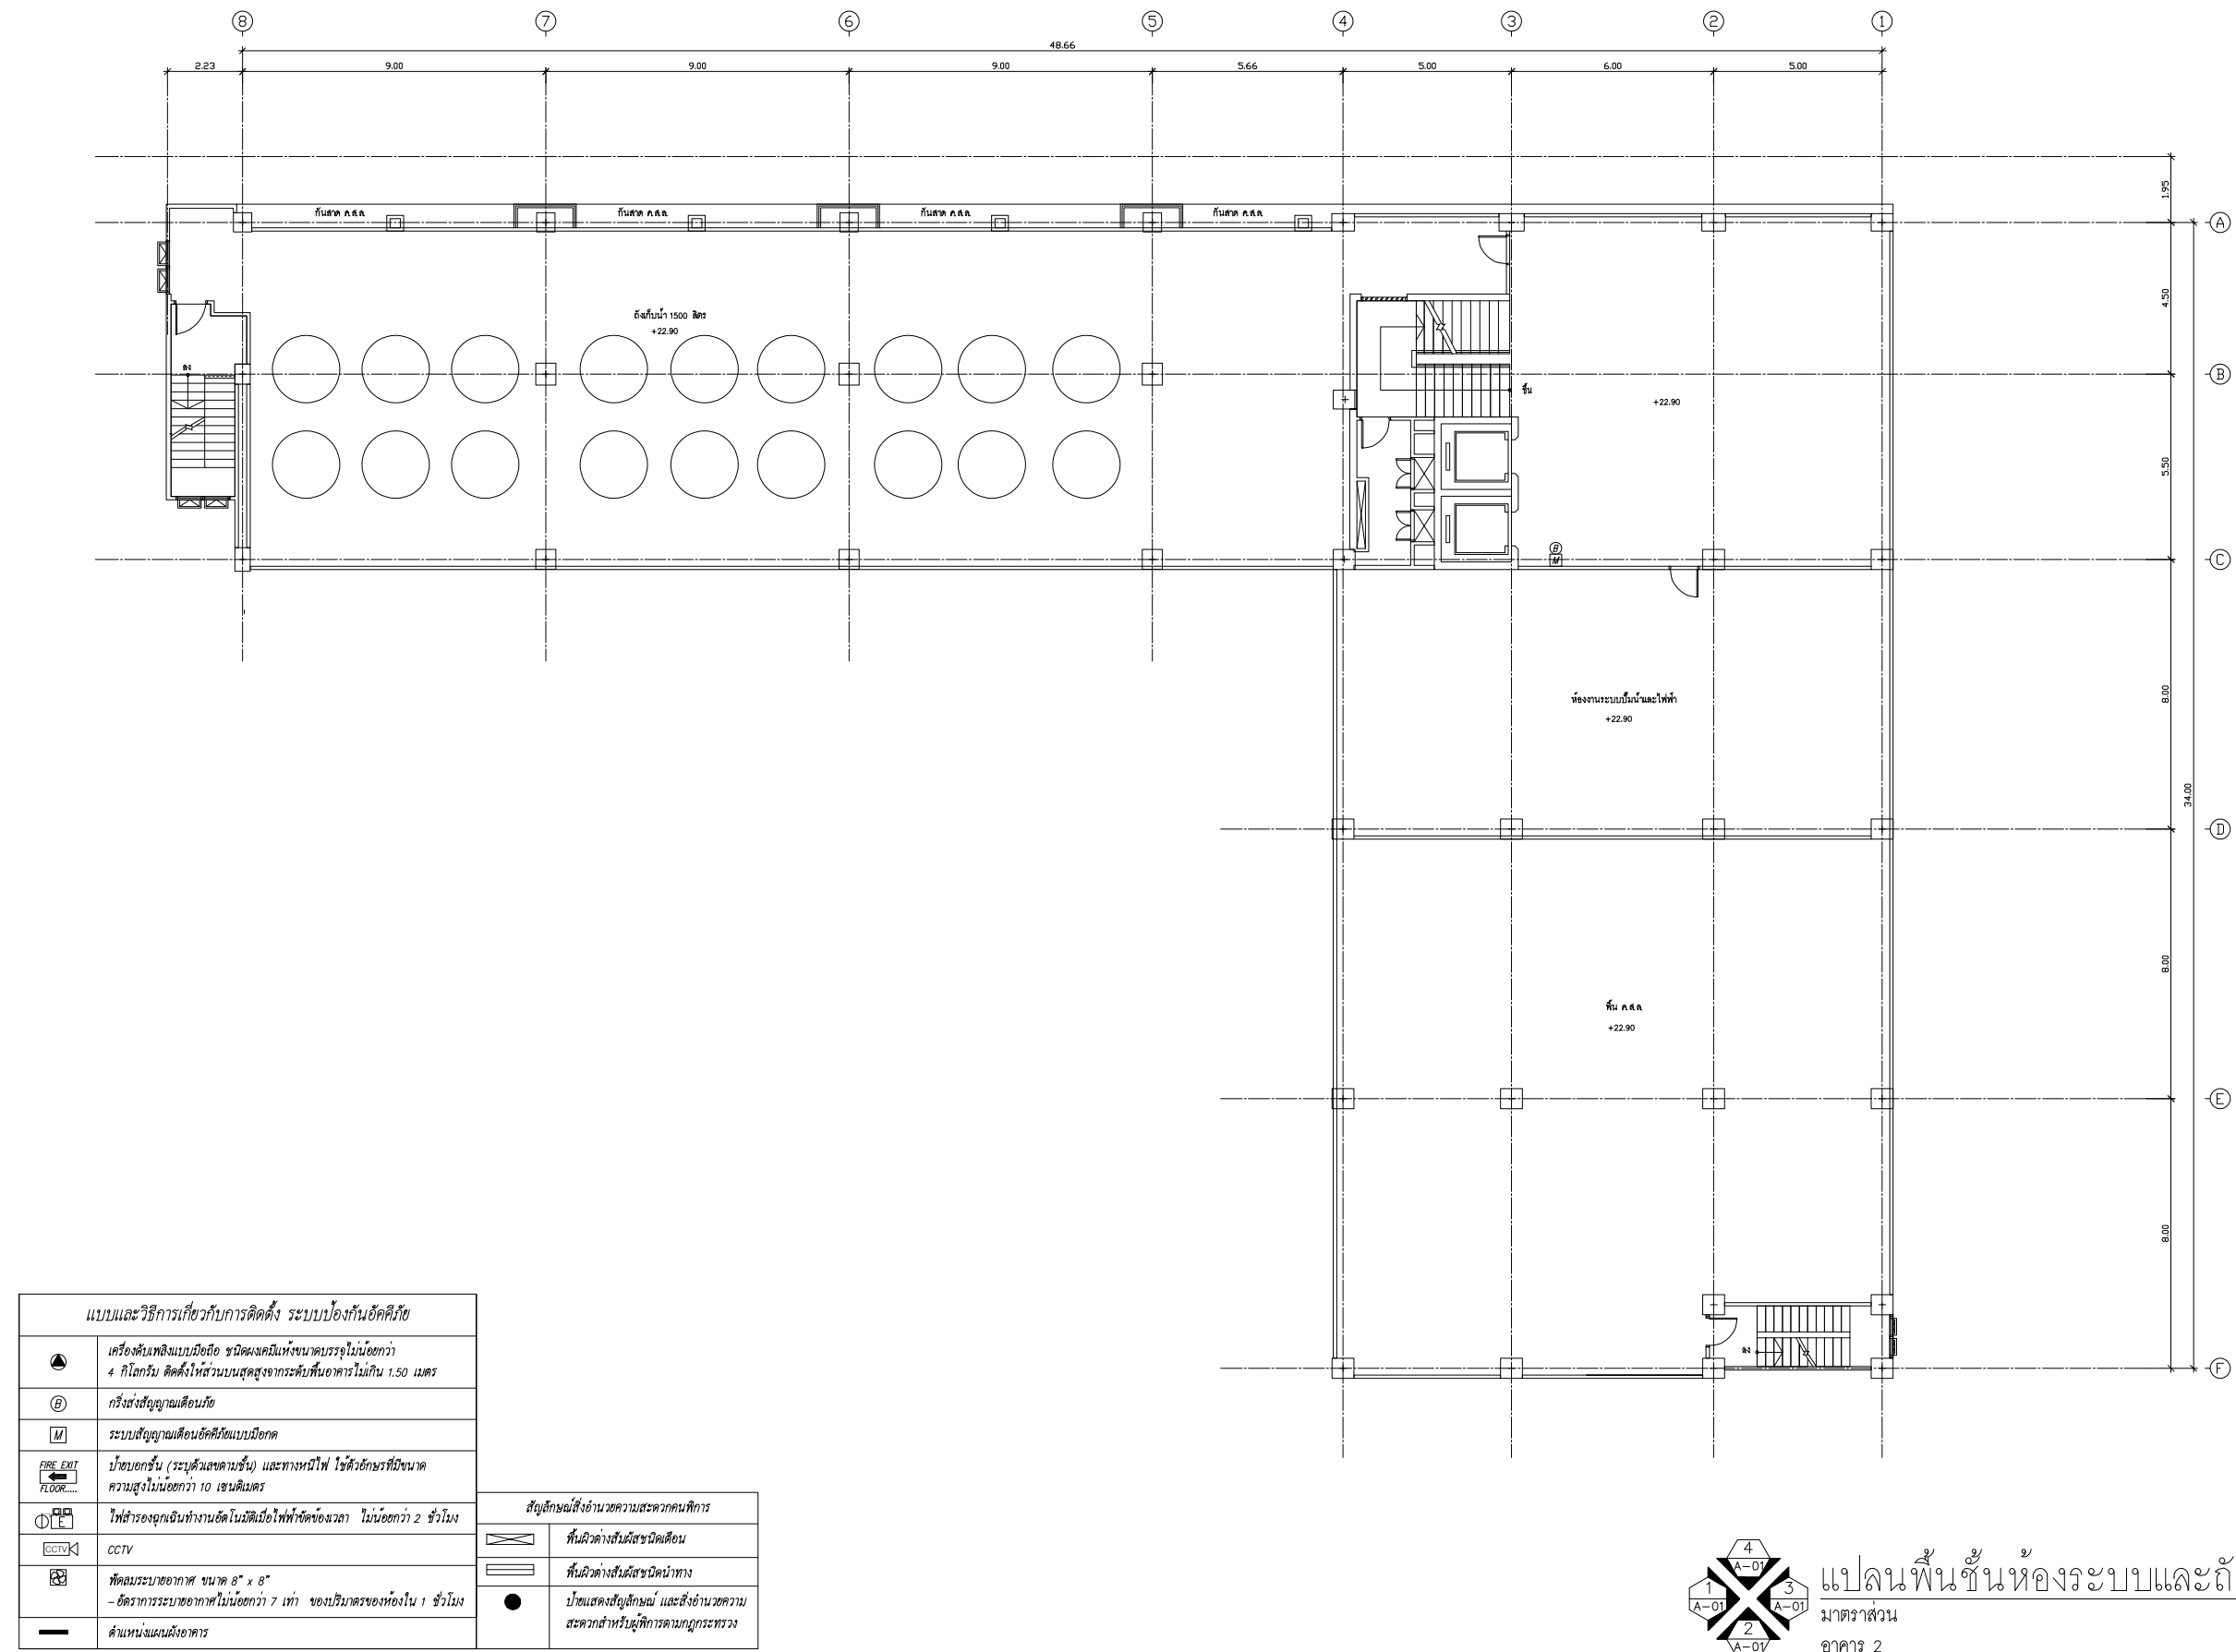 8 7 6 5 4 3 2 1
48.66
2.23 9.00 9.00 9.00 5.66 5.00 6.00 5.00
1.95
A
กันสาด ค.ส.ล. กันสาด ค.ส.ล. กันสาด ค.ส.ล. กันสาด ค.ส.ล.
4.50
ถังเก็บน้ำ 1500 ลิตร
+22.90
ลง
B
ขึ้น
+22.90
5.50
B
M
C
8.00
ห้องงานระบบปั๊มน้ำและไฟฟ้า
+22.90
34.00
D
8.00
พื้น ค.ส.ล.
+22.90
E
8.00
ลง
F
แบบและวิธีการเกี่ยวกับการติดตั้ง ระบบป้องกันอัคคีภัย
เครื่องดับเพลิงแบบมือถือ ชนิดผงเคมีแห้งขนาดบรรจุไม่น้อยกว่า
4 กิโลกรัม ติดตั้งให้ส่วนบนสุดสูงจากระดับพื้นอาคารไม่เกิน 1.50 เมตร
B กริ่งส่งสัญญาณเตือนภัย
M ระบบสัญญาณเตือนอัคคีภัยแบบมือกด
FIRE EXIT
FLOOR.....
ป้ายบอกชั้น (ระบุตัวเลขตามชั้น) และทางหนีไฟ ใช้ตัวอักษรที่มีขนาด
ความสูงไม่น้อยกว่า 10 เซนติเมตร
E ไฟสำรองฉุกเฉินทำงานอัตโนมัติเมื่อไฟฟ้าขัดข้องเวลา ไม่น้อยกว่า 2 ชั่วโมง
CCTV CCTV
พัดลมระบายอากาศ ขนาด 8" x 8"
- อัตราการระบายอากาศไม่น้อยกว่า 7 เท่า ของปริมาตรของห้องใน 1 ชั่วโมง
ตำแหน่งแผนผังอาคาร
สัญลักษณ์สิ่งอำนวยความสะดวกคนพิการ
พื้นผิวต่างสัมผัสชนิดเตือน
พื้นผิวต่างสัมผัสชนิดนำทาง
ป้ายแสดงสัญลักษณ์ และสิ่งอำนวยความ
สะดวกสำหรับผู้พิการตามกฎกระทรวง
4
A-01
1
A-01
3
A-01
2
A-01
แปลนพื้นชั้นห้องระบบและถั
มาตราส่วน
อาคาร 2